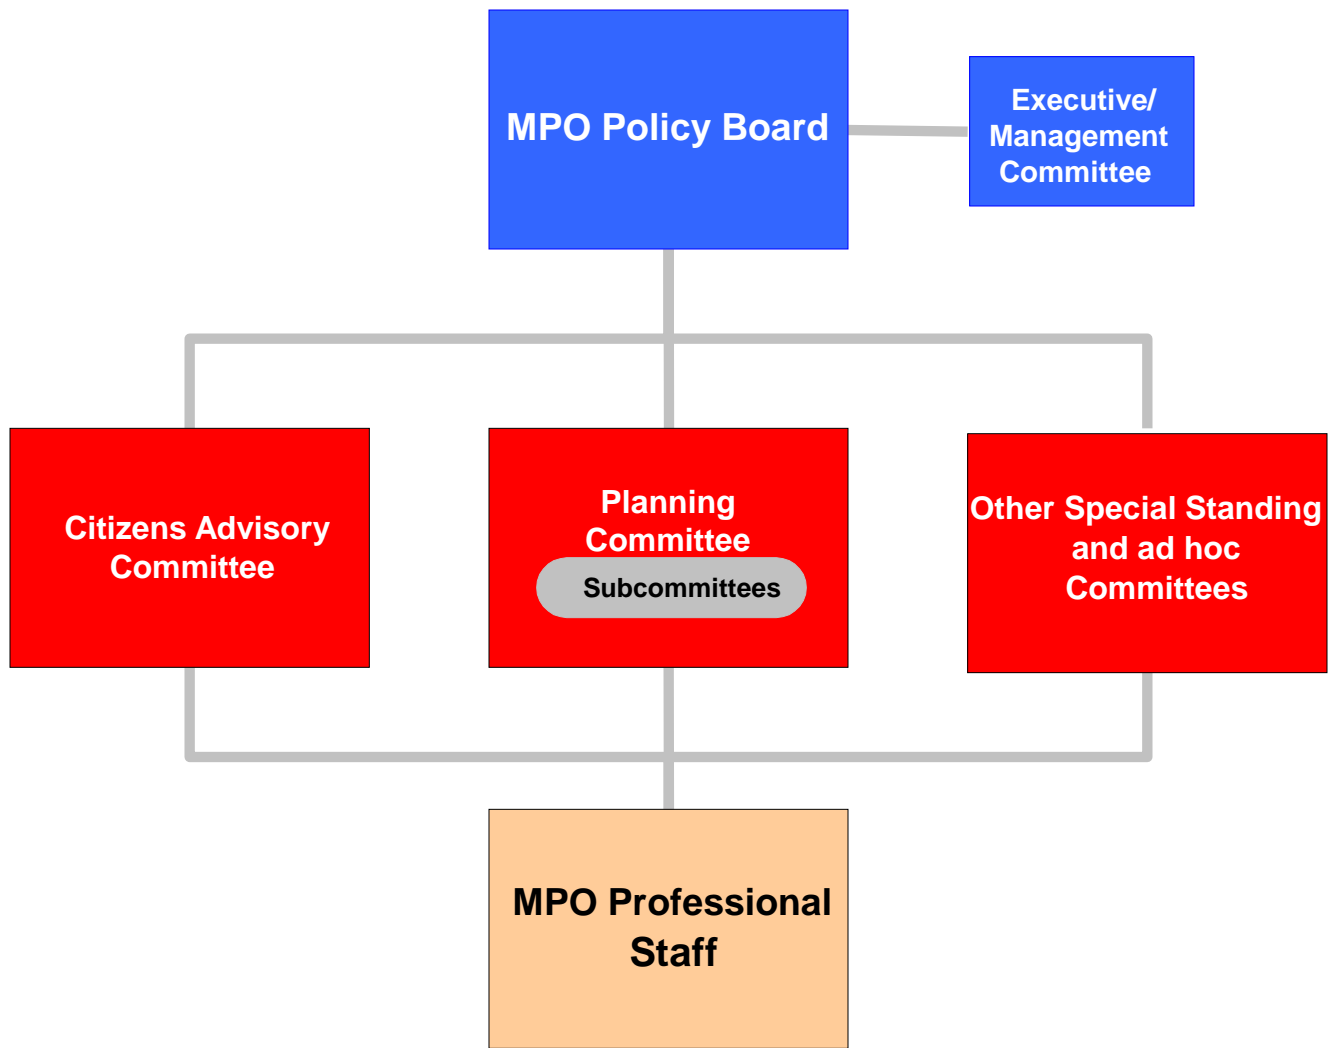 MPO Policy Board
Executive/
Management
Committee
Citizens Advisory
Committee
Planning
Committee
Subcommittees
Other Special Standing
and ad hoc
Committees
MPO Professional
Staff